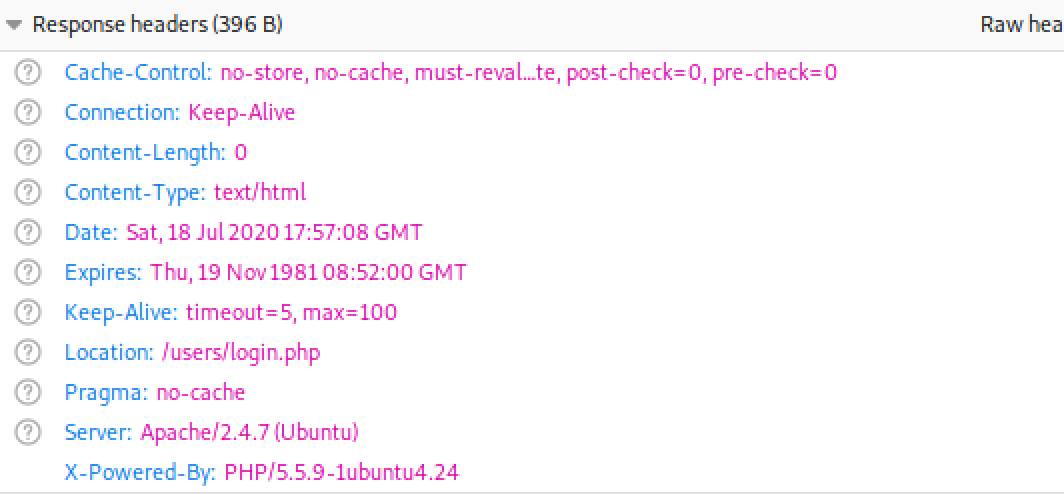 Response headers (396 B)
Raw hea
Cache-Control: no-store, no-cache, must-reval...te, post-check=0, pre-check=0
Connection: Keep-Alive
Content-Length: 0
Content-Type: text/html
Date: Sat, 18 Jul 2020 17:57:08 GMT
Expires: Thu, 19 Nov 1981 08:52:00 GMT
Keep-Alive: timeout=5, max=100
Location: /users/login.php
Pragma: no-cache
Server: Apache/2.4.7 (Ubuntu)
X-Powered-By: PHP/5.5.9-1ubuntu4.24